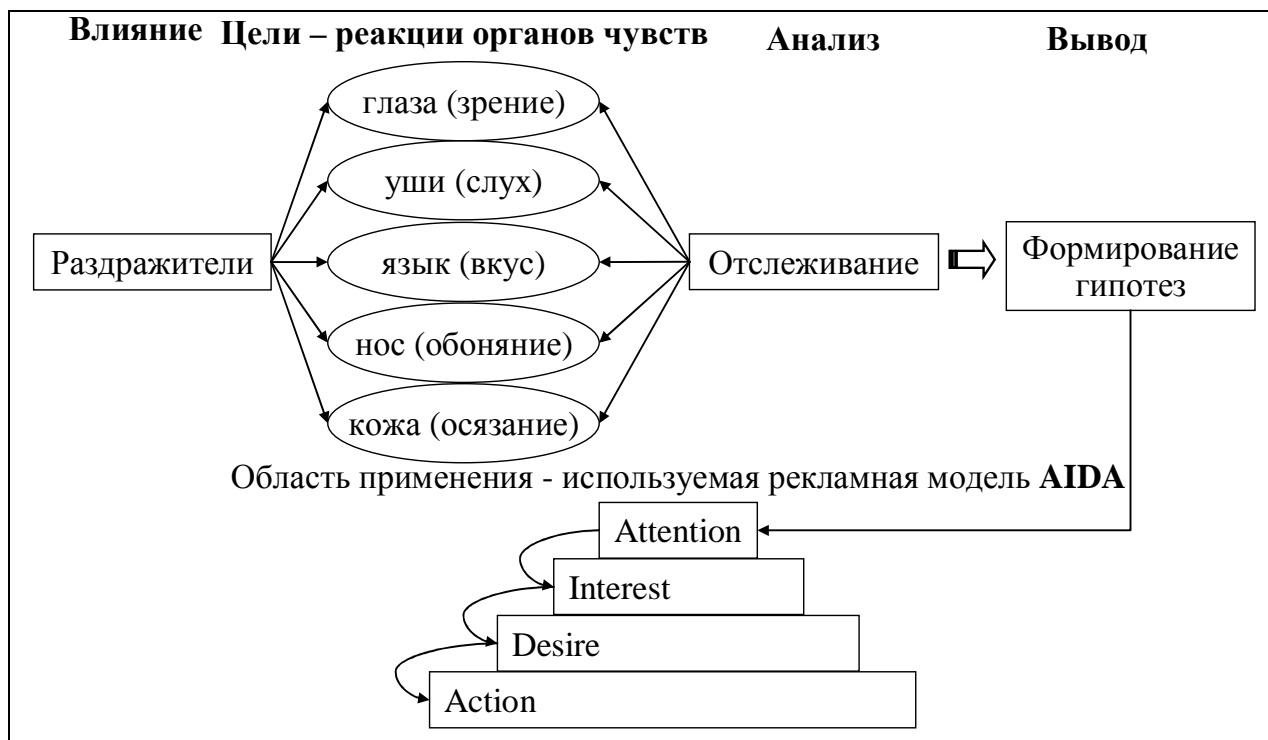 Влияние Цели – реакции органов чувств Анализ Вывод
глаза (зрение)
уши (слух)
Раздражители
язык (вкус)
Отслеживание
Формирование
гипотез
нос (обоняние)
кожа (осязание)
Область применения - используемая рекламная модель AIDA
Attention
Interest
Desire
Action